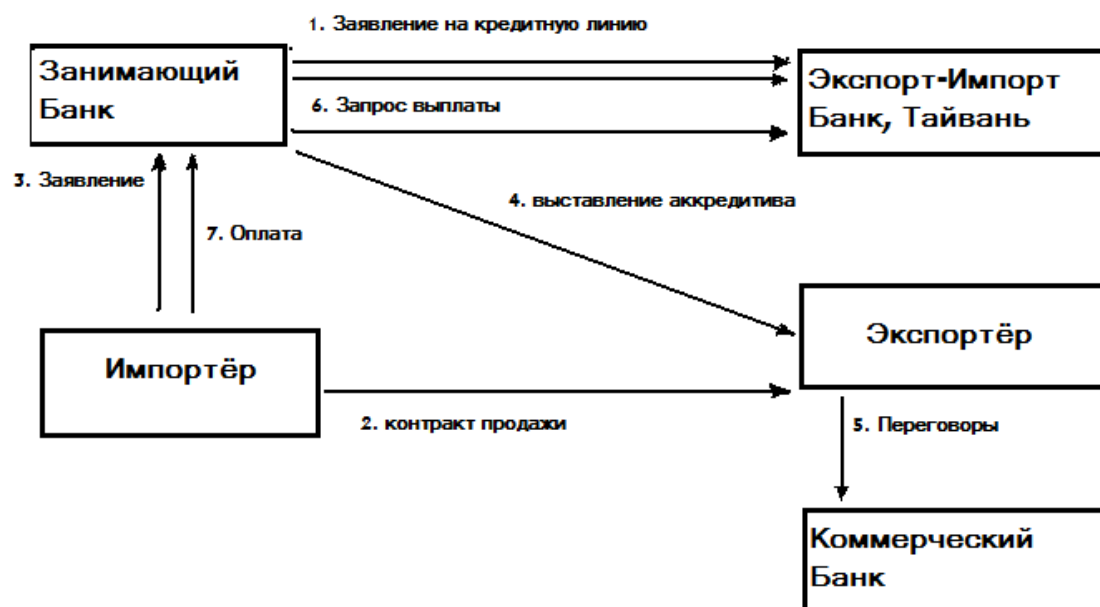 1. Заявление на кредитную линию
Занимающий
Банк
Экспорт-Импорт
Банк, Тайвань
6. Запрос выплаты
3. Заявление
4. выставление аккредитива
7. Оплата
Импортёр
Экспортёр
2. контракт продажи
5. Переговоры
Коммерческий
Банк